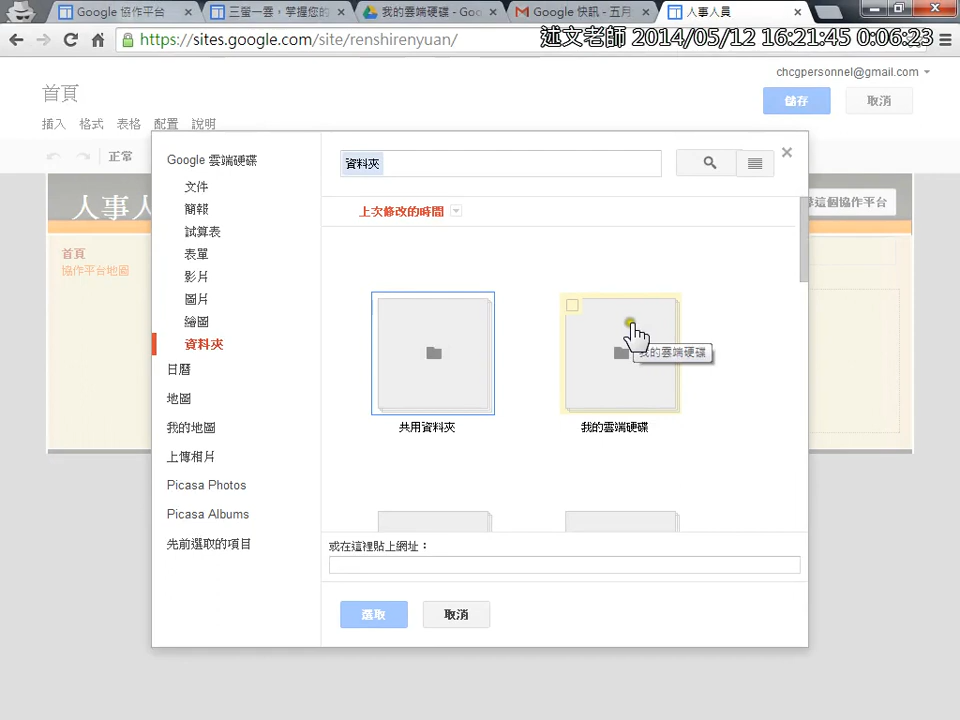 Google 協作平台
三螢一雲，掌握您的
我的雲端硬碟 - Goo
Google 快訊 - 五月
人事人員
https://sites.google.com/site/renshirenyuan/
述文老師 2014/05/12 16:21:45 0:06:23
chcgpersonnel@gmail.com
首頁
儲存
取消
插入 格式 表格 配置 說明
正常
人事人
這個協作平台
首頁
協作平台地圖
Google 雲端硬碟
文件
簡報
試算表
表單
影片
圖片
繪圖
資料夾
日曆
地圖
我的地圖
上傳相片
Picasa Photos
Picasa Albums
先前選取的項目
資料夾
上次修改的時間
我的雲端硬碟
共用資料夾
我的雲端硬碟
或在這裡貼上網址：
選取
取消